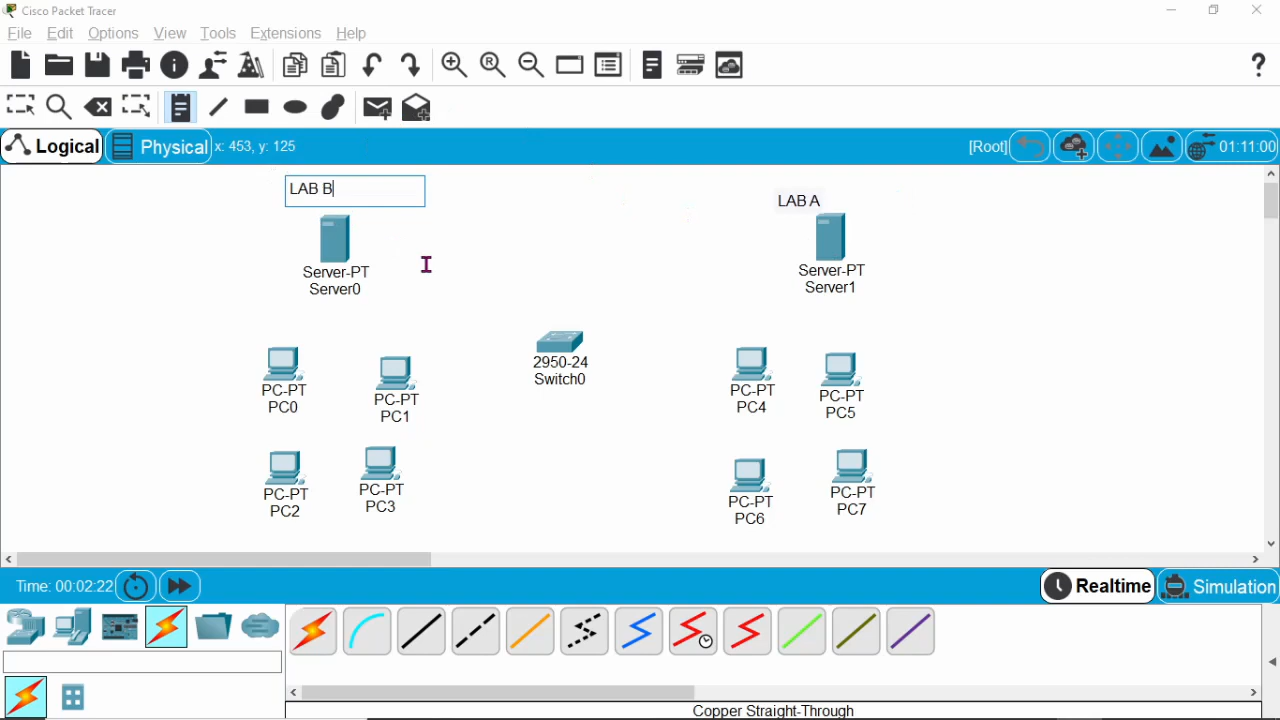 Cisco Packet Tracer
File Edit Options View Tools Extensions Help
?
Logical Physical x: 453, y: 125 [Root] 01:11:00
LAB B
LAB A
Server-PT
Server0
Server-PT
Server1
2950-24
Switch0
PC-PT
PC0
PC-PT
PC1
PC-PT
PC4
PC-PT
PC5
PC-PT
PC2
PC-PT
PC3
PC-PT
PC6
PC-PT
PC7
Time: 00:02:22 Realtime Simulation
Copper Straight-Through